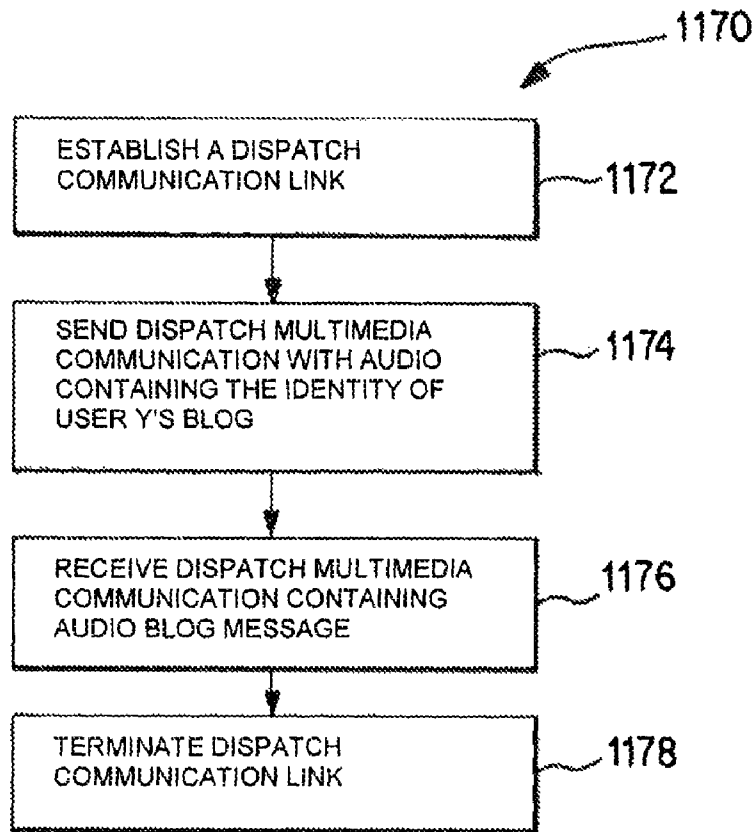 1170
ESTABLISH A DISPATCH
COMMUNICATION LINK
1172
SEND DISPATCH MULTIMEDIA
COMMUNICATION WITH AUDIO
CONTAINING THE IDENTITY OF
USER Y'S BLOG
1174
RECEIVE DISPATCH MULTIMEDIA
COMMUNICATION CONTAINING
AUDIO BLOG MESSAGE
1176
TERMINATE DISPATCH
COMMUNICATION LINK
1178